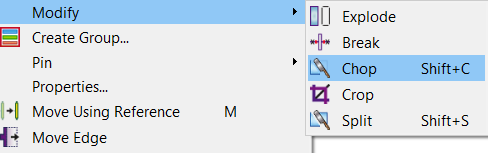 Modify
Create Group...
Pin
Properties...
Move Using Reference M
Move Edge
Explode
Break
Chop Shift+C
Crop
Split Shift+S